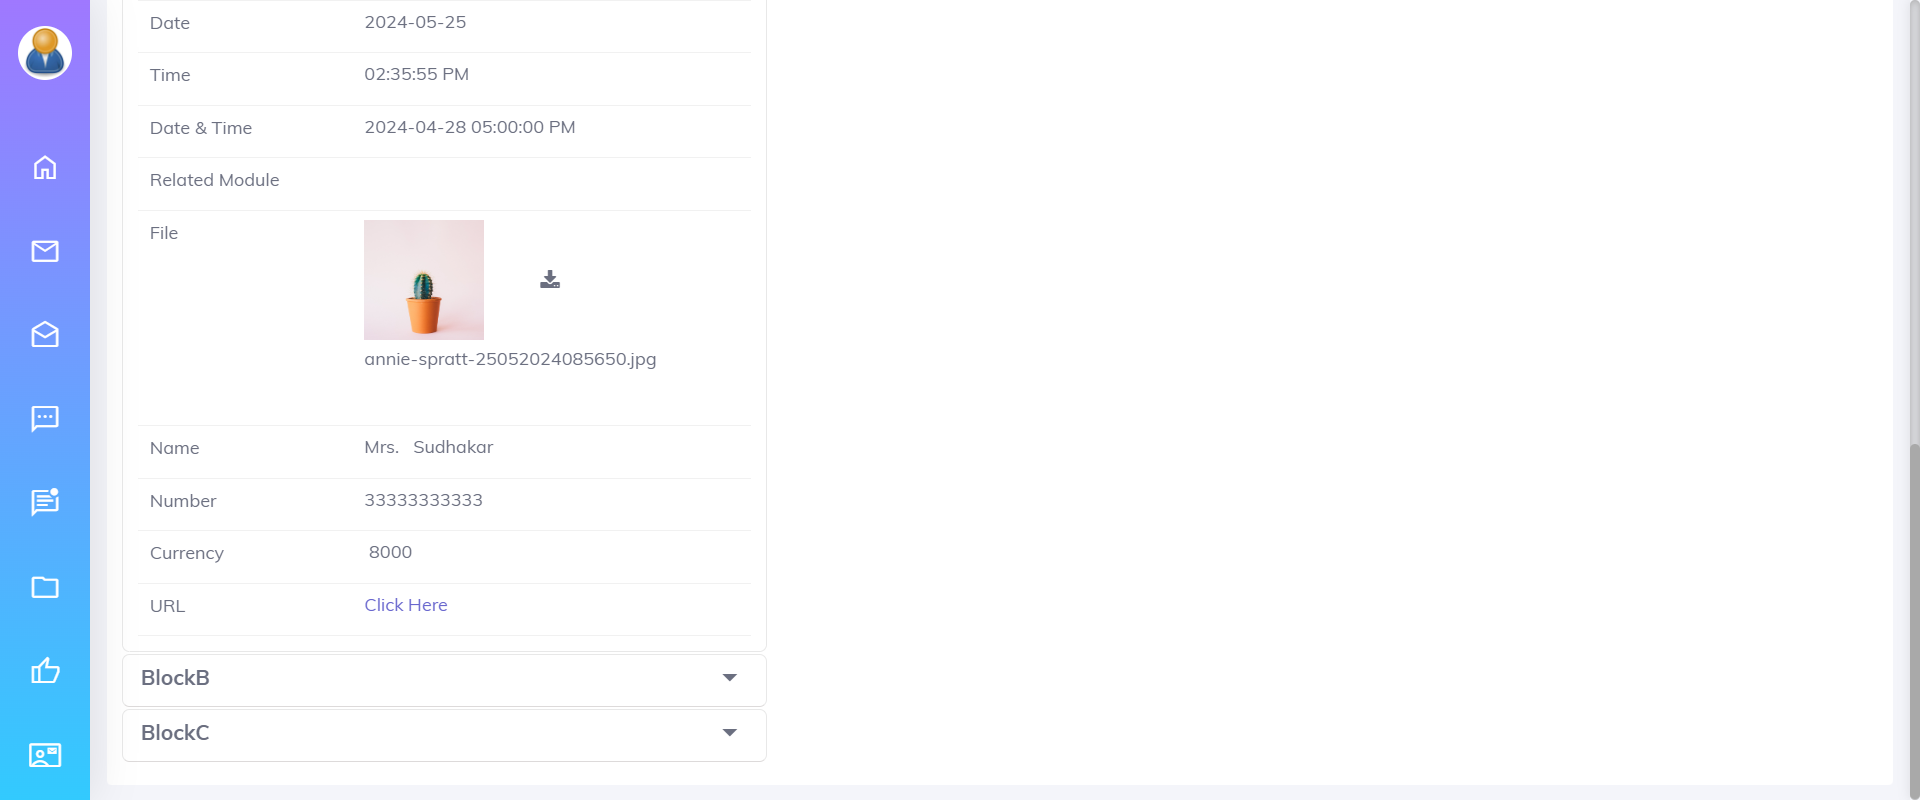 Date 2024-05-25
Time 02:35:55 PM
Date & Time 2024-04-28 05:00:00 PM
Related Module
File
annie-spratt-25052024085650.jpg
Name Mrs. Sudhakar
Number 33333333333
Currency 8000
URL Click Here
BlockB
BlockC